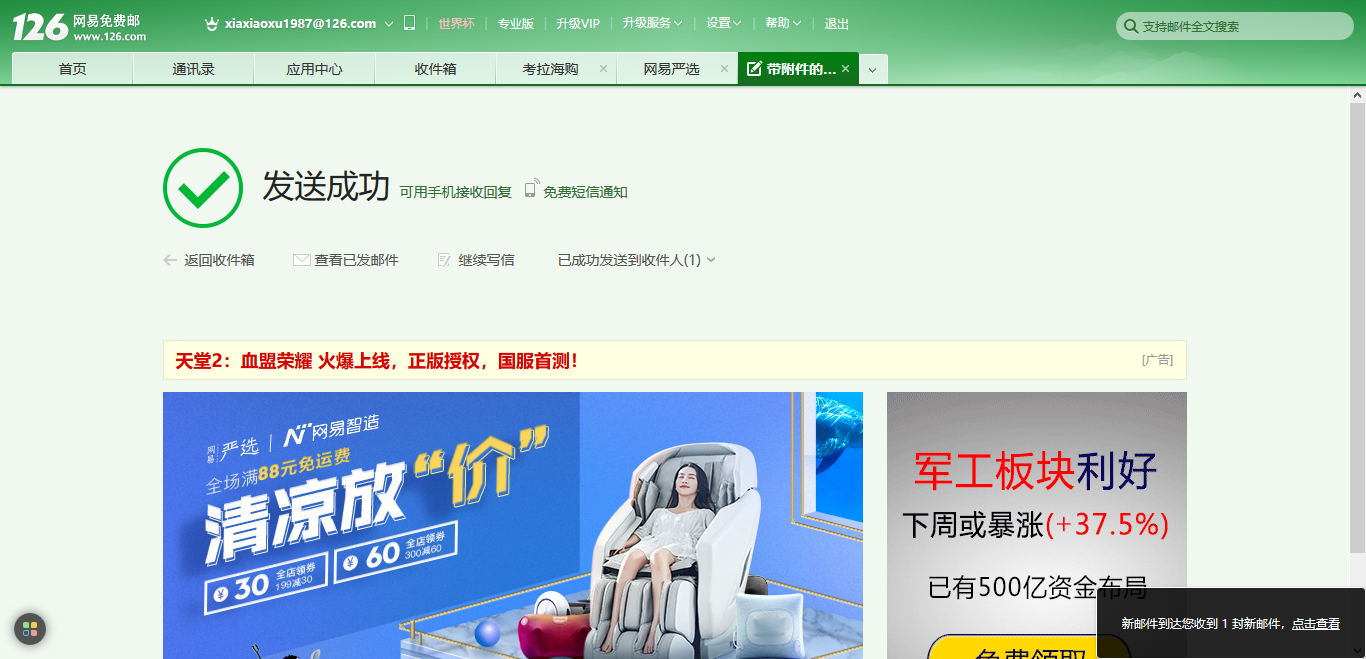 126 网易免费邮
www.126.com
xiaxiaoxu1987@126.com
世界杯 专业版 升级VIP 升级服务 设置 帮助 退出
支持邮件全文搜索
首页 通讯录 应用中心 收件箱 考拉海购 网易严选 带附件的...
发送成功 可用手机接收回复 免费短信通知
返回收件箱 查看已发邮件 继续写信 已成功发送到收件人(1)
天堂2：血盟荣耀 火爆上线，正版授权，国服首测！
[广告]
网易严选 | 网易智造
全场满88元免运费
清凉放“价”
¥30 全店领券 199减30
¥60 全店领券 300减60
军工板块利好
下周或暴涨(+37.5%)
已有500亿资金布局
免费领取
新邮件到达您收到 1 封新邮件，点击查看